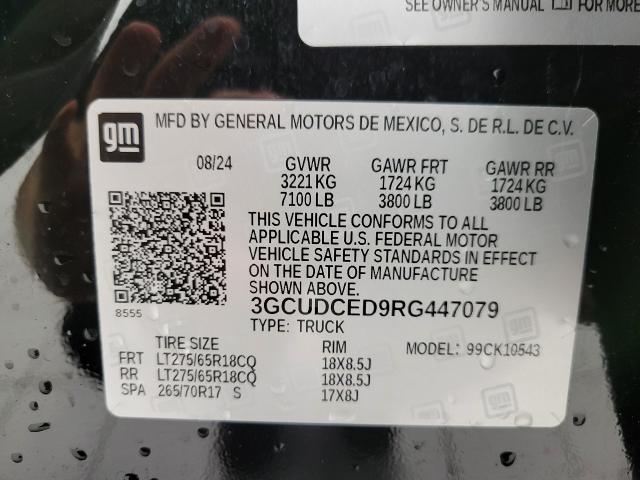 SEE OWNER'S MANUAL FOR MORE
gm MFD BY GENERAL MOTORS DE MEXICO, S. DE R.L. DE C.V.
08/24 GVWR GAWR FRT GAWR RR
3221 KG 1724 KG 1724 KG
7100 LB 3800 LB 3800 LB
THIS VEHICLE CONFORMS TO ALL
APPLICABLE U.S. FEDERAL MOTOR
VEHICLE SAFETY STANDARDS IN EFFECT
ON THE DATE OF MANUFACTURE
SHOWN ABOVE.
3GCUDCED9RG447079
8555 TYPE: TRUCK
TIRE SIZE RIM MODEL: 99CK10543
FRT LT275/65R18CQ 18X8.5J
RR LT275/65R18CQ 18X8.5J
SPA 265/70R17 S 17X8J